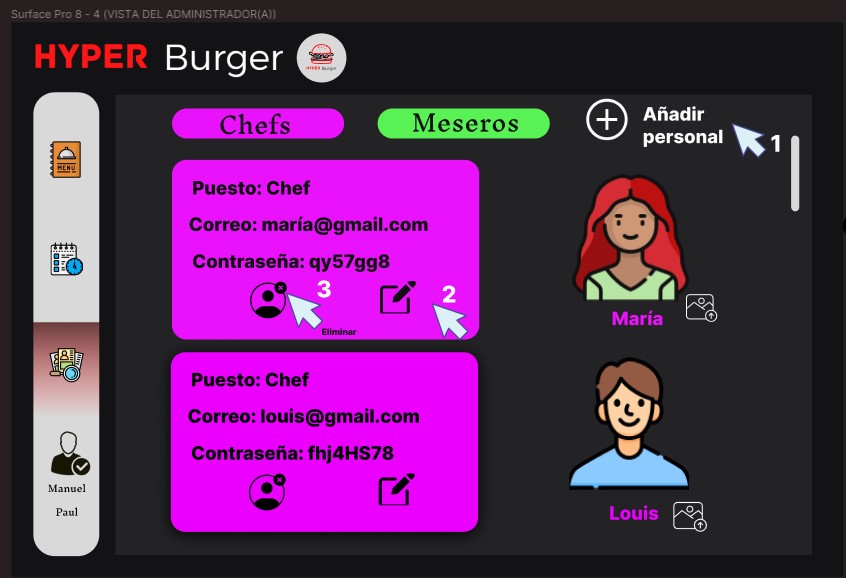 Surface Pro 8 - 4 (VISTA DEL ADMINISTRADOR(A))
HYPER Burger
HYPER Burger
Chefs
Meseros
Añadir
personal
1
MENU
Puesto: Chef
Correo: maría@gmail.com
Contraseña: qy57gg8
3
2
Eliminar
María
Puesto: Chef
Correo: louis@gmail.com
Contraseña: fhj4HS78
Louis
Manuel
Paul